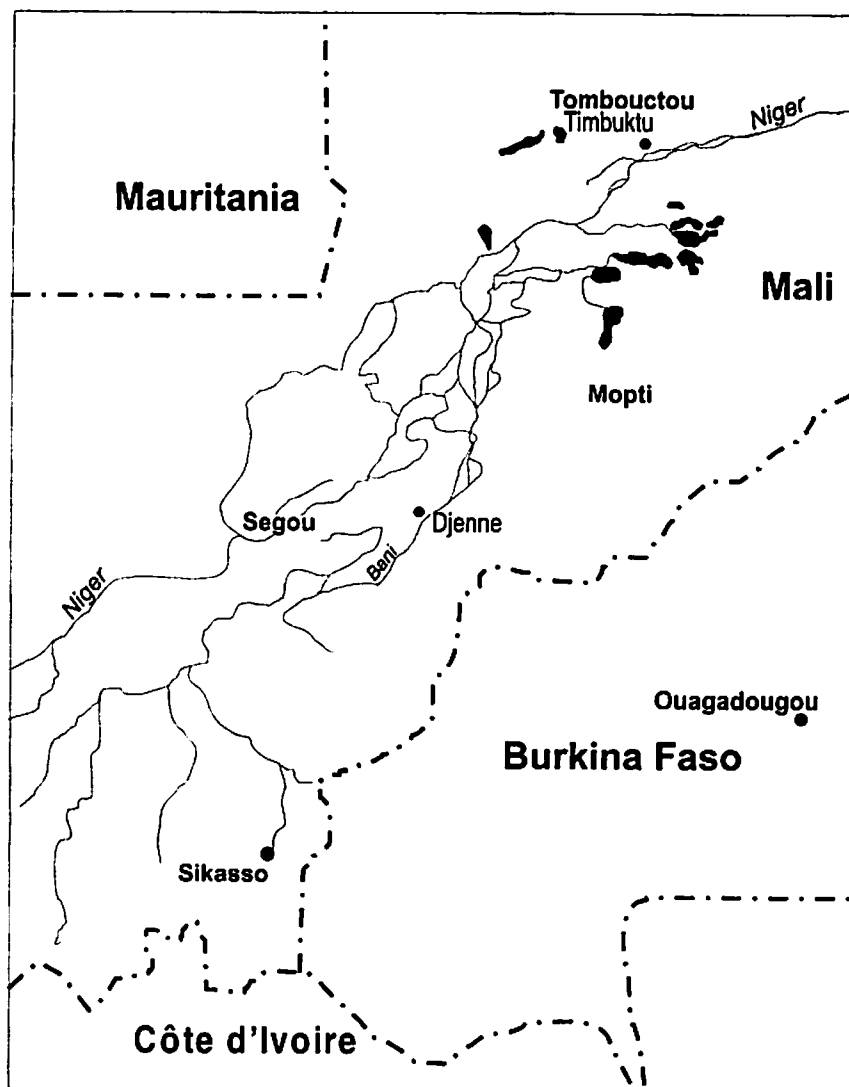 Tombouctou
Timbuktu
Niger
Mauritania
Mali
Mopti
Segou
Djenne
Bani
Niger
Ouagadougou
Burkina Faso
Sikasso
Côte d'Ivoire